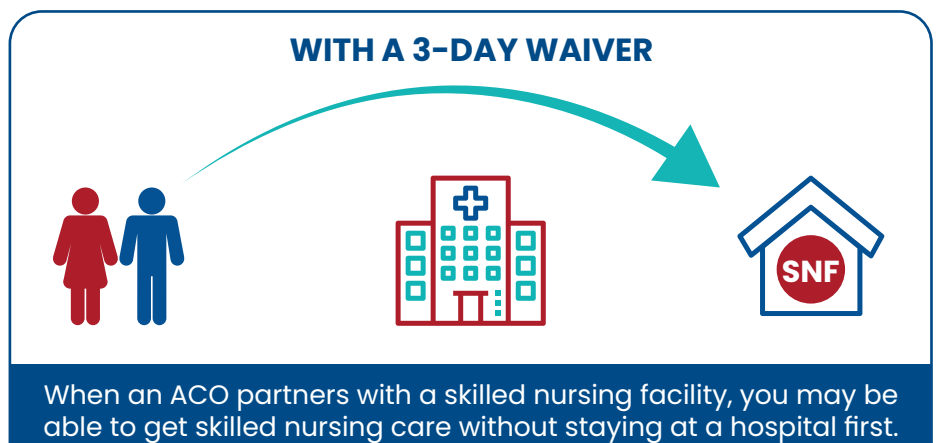 WITH A 3-DAY WAIVER
SNF
When an ACO partners with a skilled nursing facility, you may be
able to get skilled nursing care without staying at a hospital first.